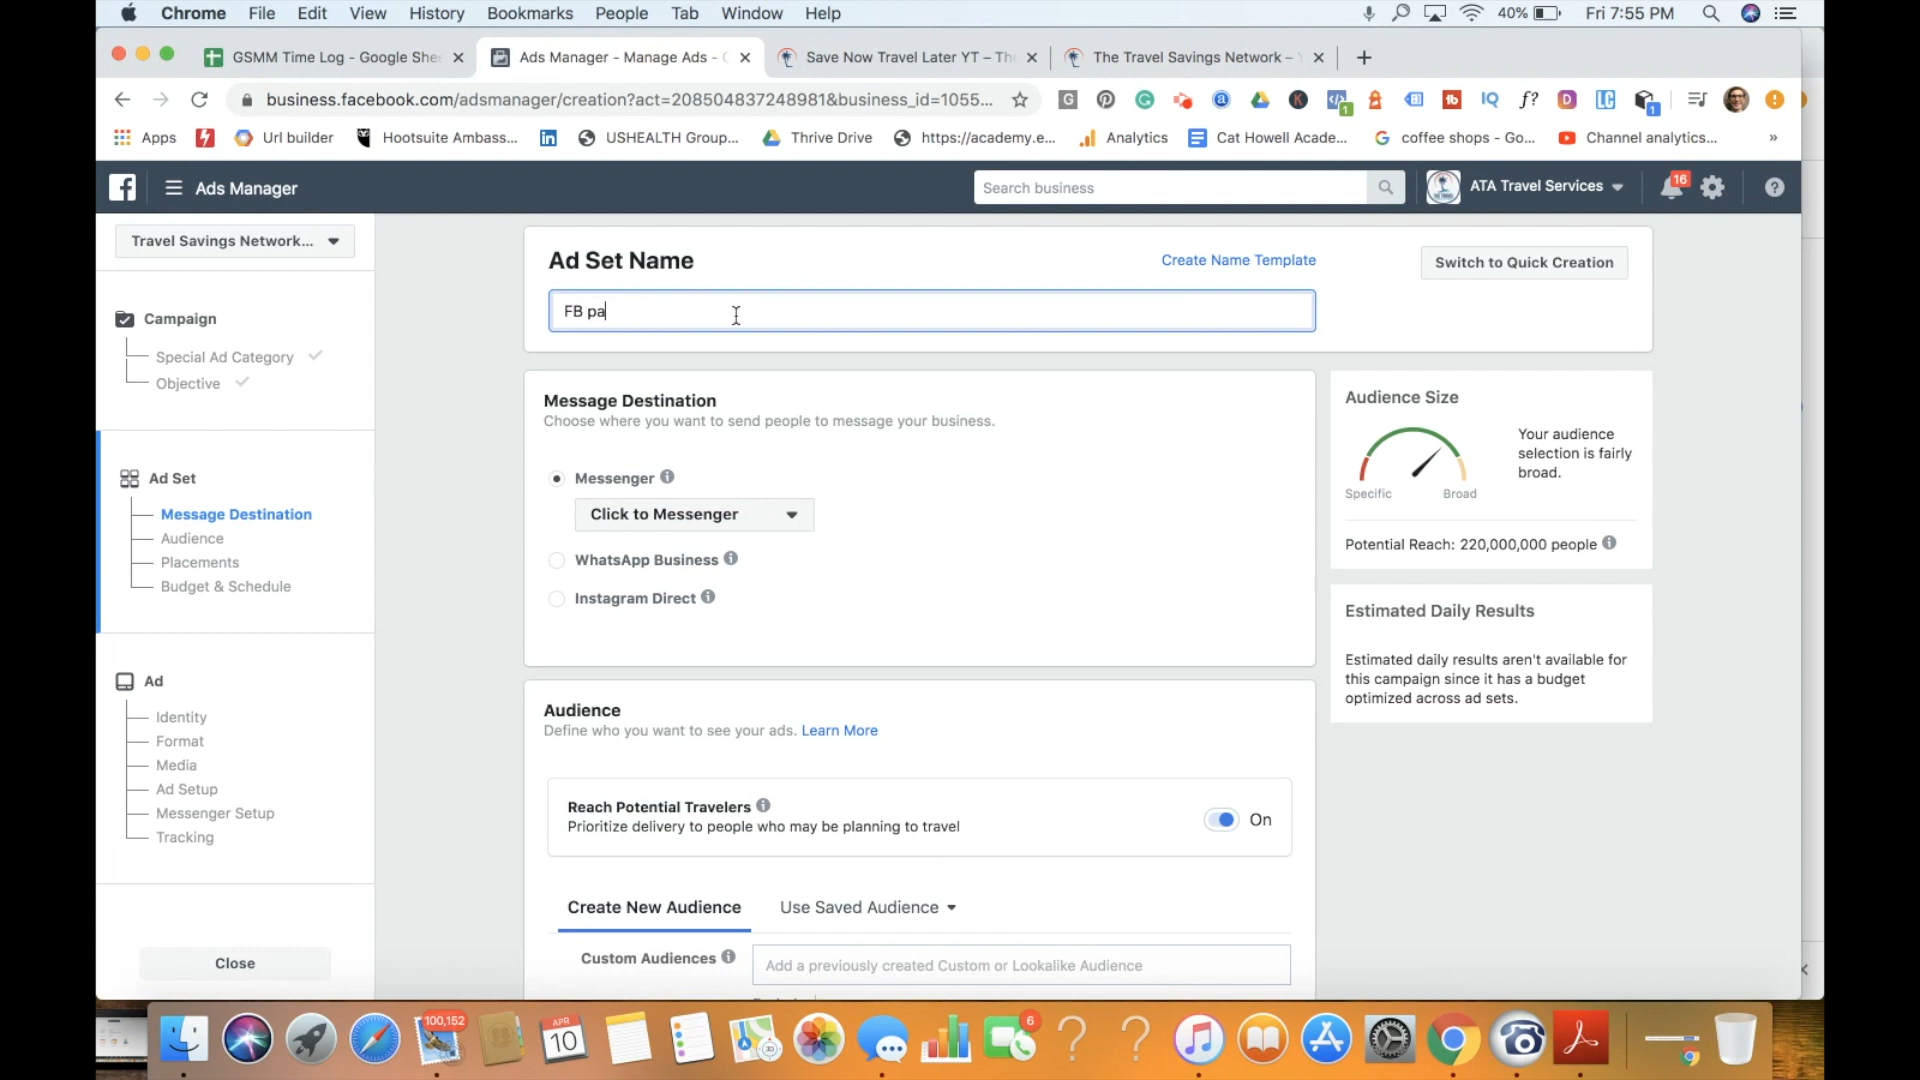 Chrome File Edit View History Bookmarks People Tab Window Help 40% Fri 7:55 PM
GSMM Time Log - Google She Ads Manager - Manage Ads - Save Now Travel Later YT – Th The Travel Savings Network –
business.facebook.com/adsmanager/creation?act=208504837248981&business_id=1055...
Apps Url builder Hootsuite Ambass... USHEALTH Group... Thrive Drive https://academy.e... Analytics Cat Howell Acade... coffee shops - Go... Channel analytics... »
Ads Manager Search business ATA Travel Services 16
Travel Savings Network...
Campaign
Special Ad Category
Objective
Ad Set
Message Destination
Audience
Placements
Budget & Schedule
Ad
Identity
Format
Media
Ad Setup
Messenger Setup
Tracking
Close
Ad Set Name Create Name Template Switch to Quick Creation
FB pa
Message Destination
Choose where you want to send people to message your business.
Messenger
Click to Messenger
WhatsApp Business
Instagram Direct
Audience
Define who you want to see your ads. Learn More
Reach Potential Travelers
Prioritize delivery to people who may be planning to travel
On
Create New Audience Use Saved Audience
Custom Audiences Add a previously created Custom or Lookalike Audience
Audience Size
Your audience
selection is fairly
broad.
Specific Broad
Potential Reach: 220,000,000 people
Estimated Daily Results
Estimated daily results aren't available for
this campaign since it has a budget
optimized across ad sets.
100,152 APR 10 6